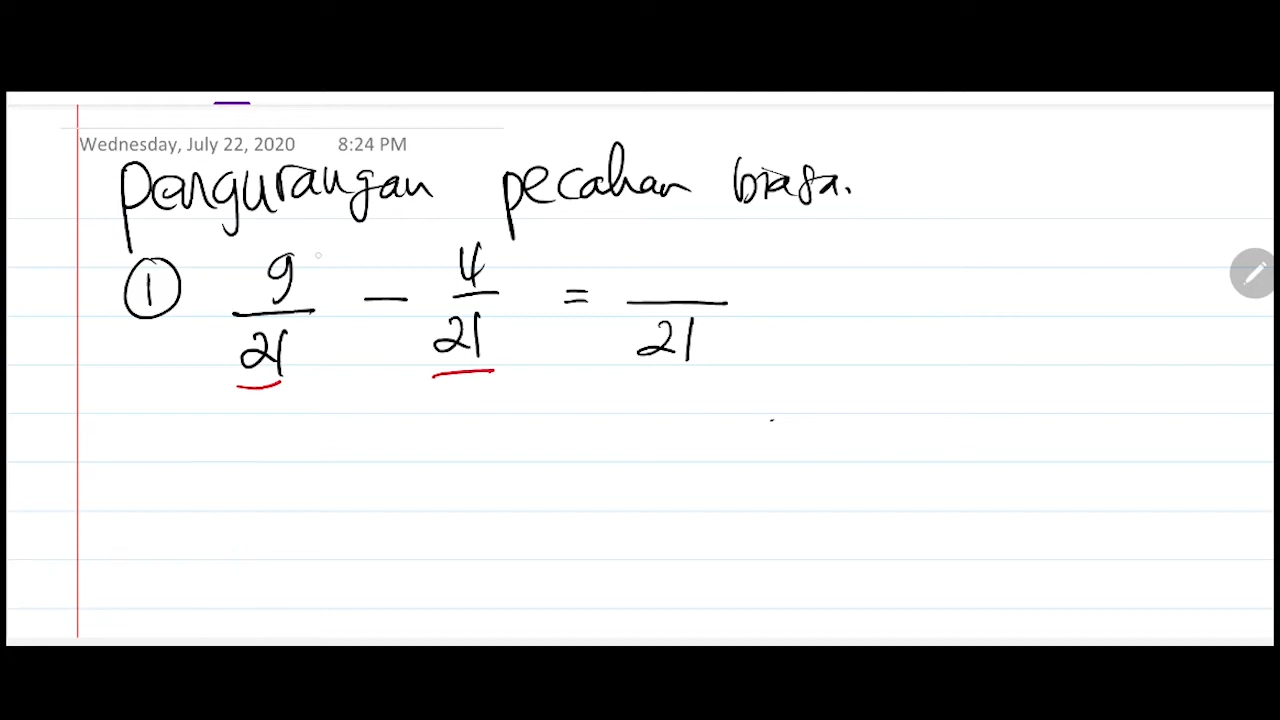 Wednesday, July 22, 2020 8:24 PM
pengurangan pecahan biasa.
① 9/21 - 4/21 = /21